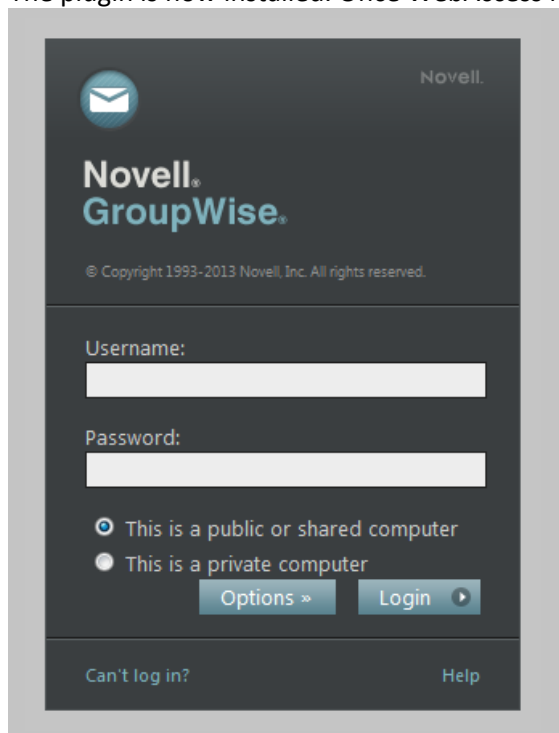 The plugin is now installed. Once WebAccess
Novell.
Novell®
GroupWise®
© Copyright 1993-2013 Novell, Inc. All rights reserved.
Username:
Password:
This is a public or shared computer
This is a private computer
Options »
Login
Can't log in?
Help